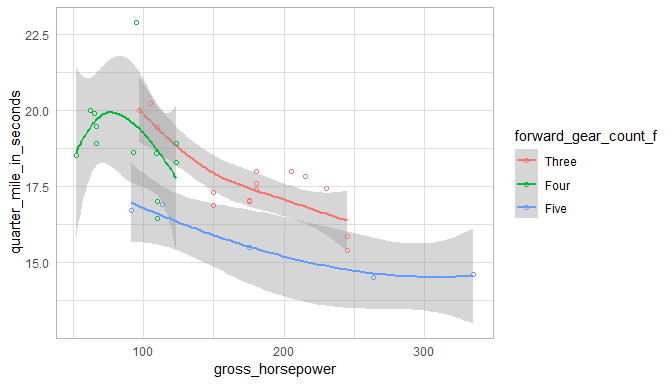 22.5
20.0
17.5
15.0
quarter_mile_in_seconds
100
200
300
gross_horsepower
forward_gear_count_f
Three
Four
Five